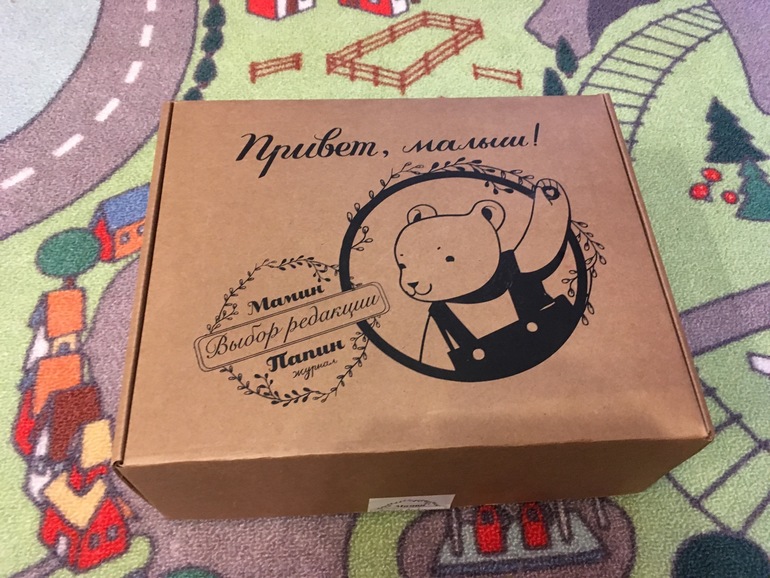 Привет, малыш!
Мамин
Выбор редакции
Папин
журнал